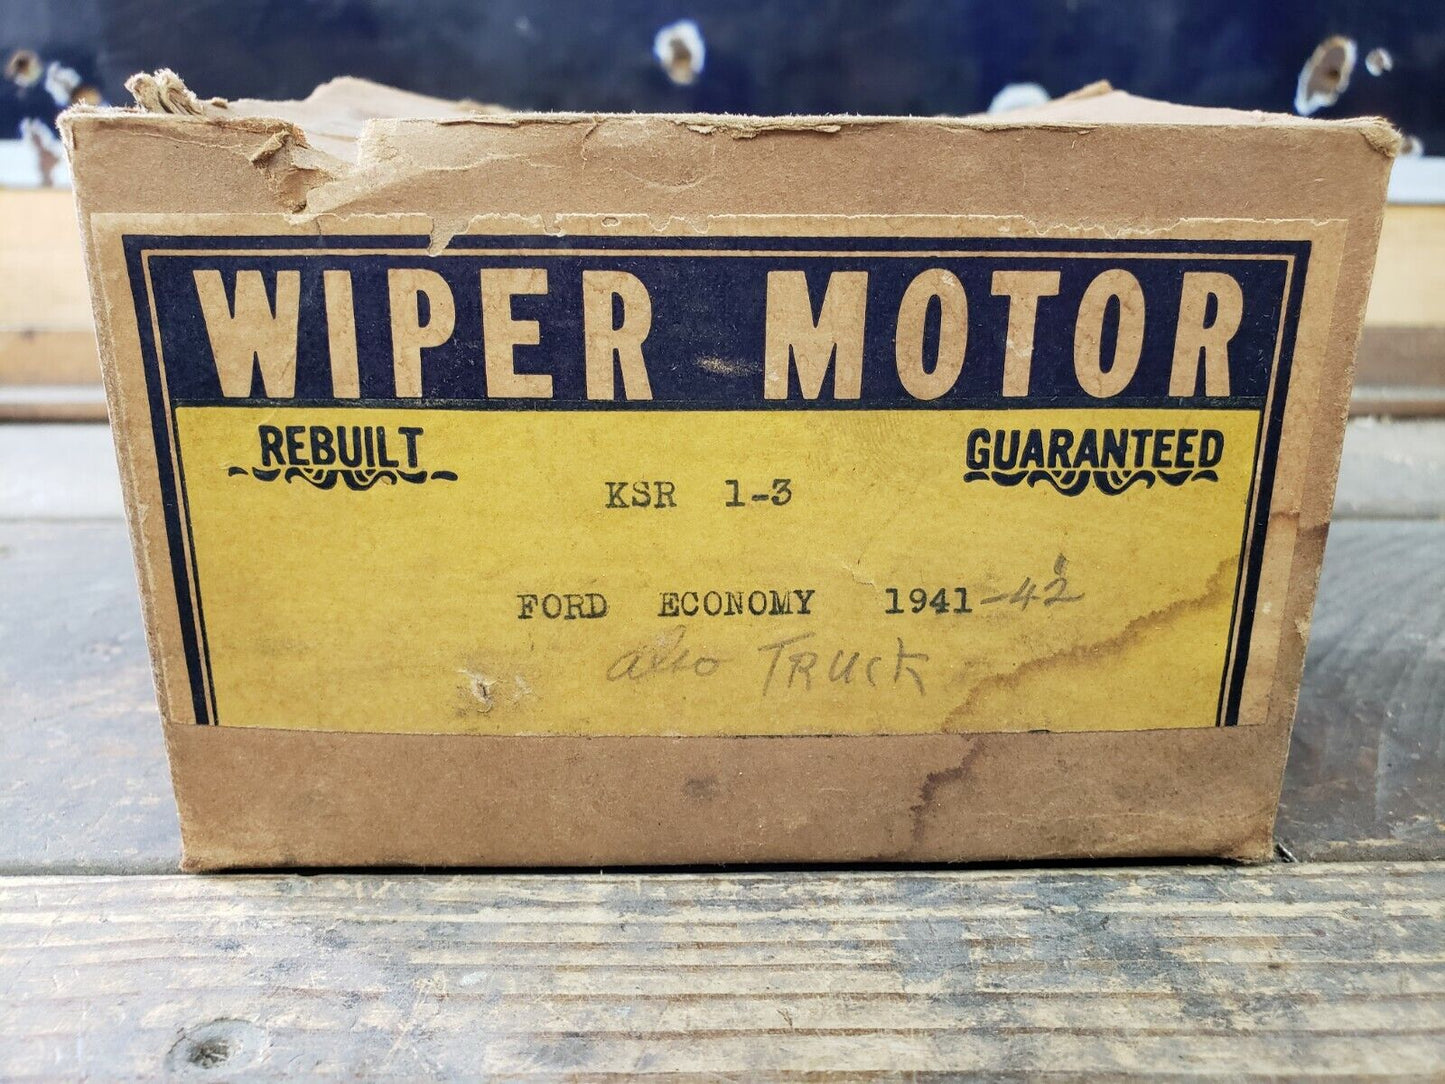 WIPER MOTOR
REBUILT GUARANTEED
KSR 1-3
FORD ECONOMY 1941-42
also TRUCK